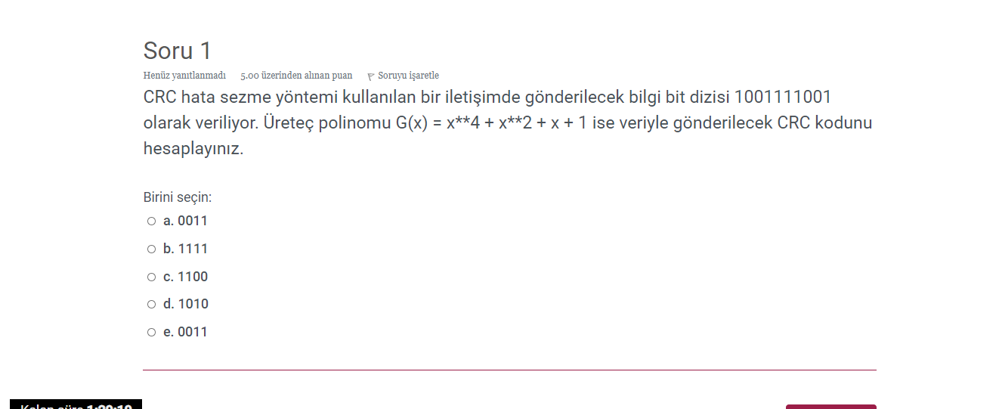 Soru 1
Henüz yanıtlanmadı 5.00 üzerinden alınan puan Soruyu işaretle
CRC hata sezme yöntemi kullanılan bir iletişimde gönderilecek bilgi bit dizisi 1001111001
olarak veriliyor. Üreteç polinomu G(x) = x**4 + x**2 + x + 1 ise veriyle gönderilecek CRC kodunu
hesaplayınız.
Birini seçin:
a. 0011
b. 1111
c. 1100
d. 1010
e. 0011